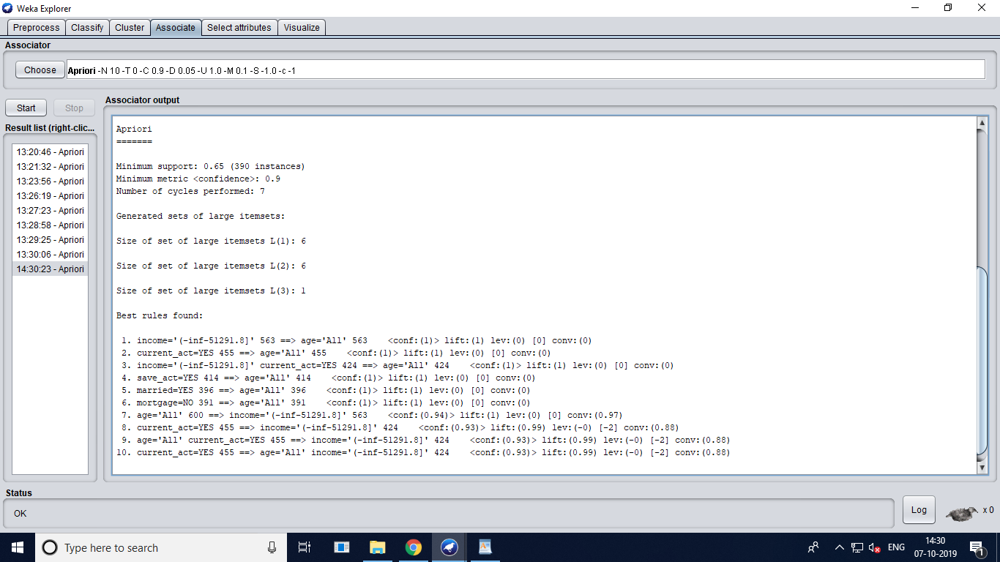 Weka Explorer
Preprocess Classify Cluster Associate Select attributes Visualize
Associator
Choose Apriori -N 10 -T 0 -C 0.9 -D 0.05 -U 1.0 -M 0.1 -S -1.0 -c -1
Start Stop
Result list (right-clic...
13:20:46 - Apriori
13:21:32 - Apriori
13:23:56 - Apriori
13:26:19 - Apriori
13:27:23 - Apriori
13:28:58 - Apriori
13:29:25 - Apriori
13:30:06 - Apriori
14:30:23 - Apriori
Associator output
Apriori
=======
Minimum support: 0.65 (390 instances)
Minimum metric <confidence>: 0.9
Number of cycles performed: 7
Generated sets of large itemsets:
Size of set of large itemsets L(1): 6
Size of set of large itemsets L(2): 6
Size of set of large itemsets L(3): 1
Best rules found:
1. income='(-inf-51291.8]' 563 ==> age='All' 563 <conf:(1)> lift:(1) lev:(0) [0] conv:(0)
2. current_act=YES 455 ==> age='All' 455 <conf:(1)> lift:(1) lev:(0) [0] conv:(0)
3. income='(-inf-51291.8]' current_act=YES 424 ==> age='All' 424 <conf:(1)> lift:(1) lev:(0) [0] conv:(0)
4. save_act=YES 414 ==> age='All' 414 <conf:(1)> lift:(1) lev:(0) [0] conv:(0)
5. married=YES 396 ==> age='All' 396 <conf:(1)> lift:(1) lev:(0) [0] conv:(0)
6. mortgage=NO 391 ==> age='All' 391 <conf:(1)> lift:(1) lev:(0) [0] conv:(0)
7. age='All' 600 ==> income='(-inf-51291.8]' 563 <conf:(0.94)> lift:(1) lev:(0) [0] conv:(0.97)
8. current_act=YES 455 ==> income='(-inf-51291.8]' 424 <conf:(0.93)> lift:(0.99) lev:(-0) [-2] conv:(0.88)
9. age='All' current_act=YES 455 ==> income='(-inf-51291.8]' 424 <conf:(0.93)> lift:(0.99) lev:(-0) [-2] conv:(0.88)
10. current_act=YES 455 ==> age='All' income='(-inf-51291.8]' 424 <conf:(0.93)> lift:(0.99) lev:(-0) [-2] conv:(0.88)
Status
OK
Log
x 0
Type here to search
ENG
14:30
07-10-2019
1